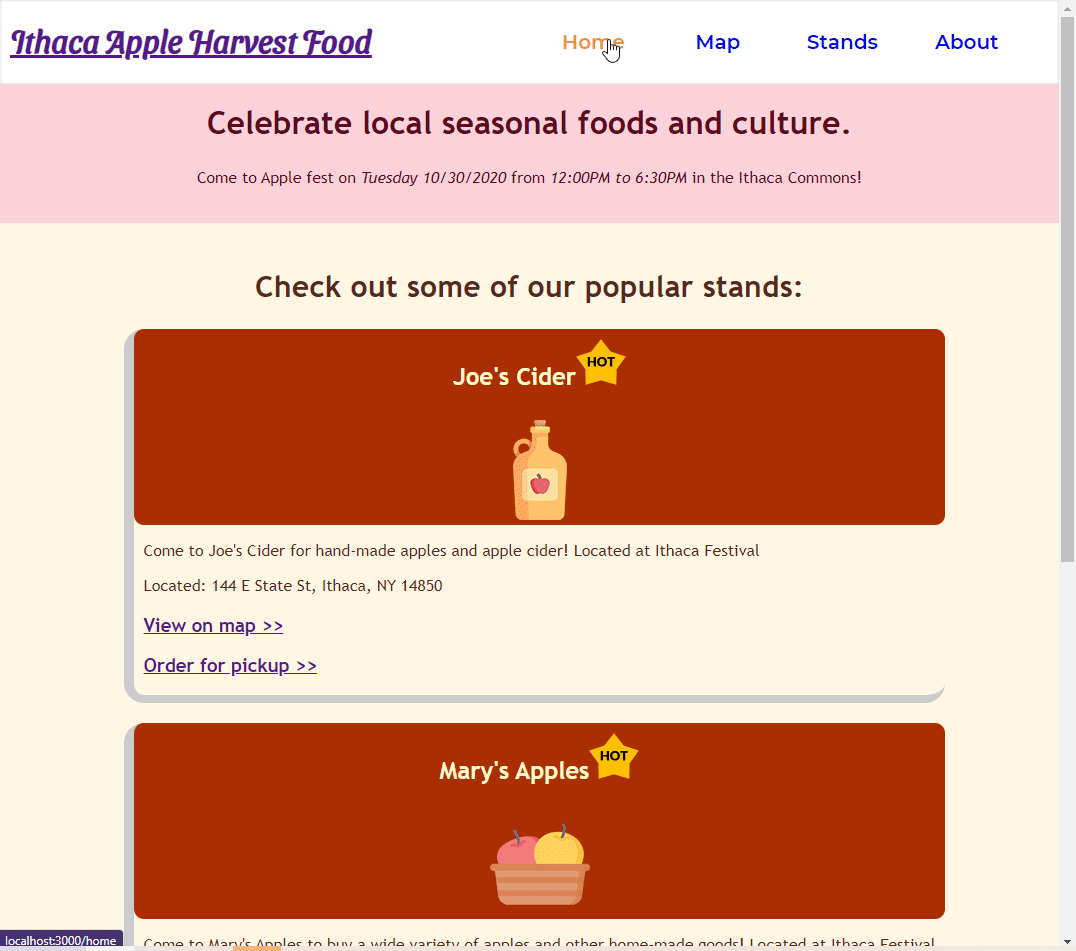 Ithaca Apple Harvest Food
Home Map Stands About
Celebrate local seasonal foods and culture.
Come to Apple fest on Tuesday 10/30/2020 from 12:00PM to 6:30PM in the Ithaca Commons!
Check out some of our popular stands:
Joe's Cider HOT
Come to Joe's Cider for hand-made apples and apple cider! Located at Ithaca Festival
Located: 144 E State St, Ithaca, NY 14850
View on map >>
Order for pickup >>
Mary's Apples HOT
Come to Mary's Apples to buy a wide variety of apples and other home-made goods! Located at Ithaca Festival
localhost:3000/home